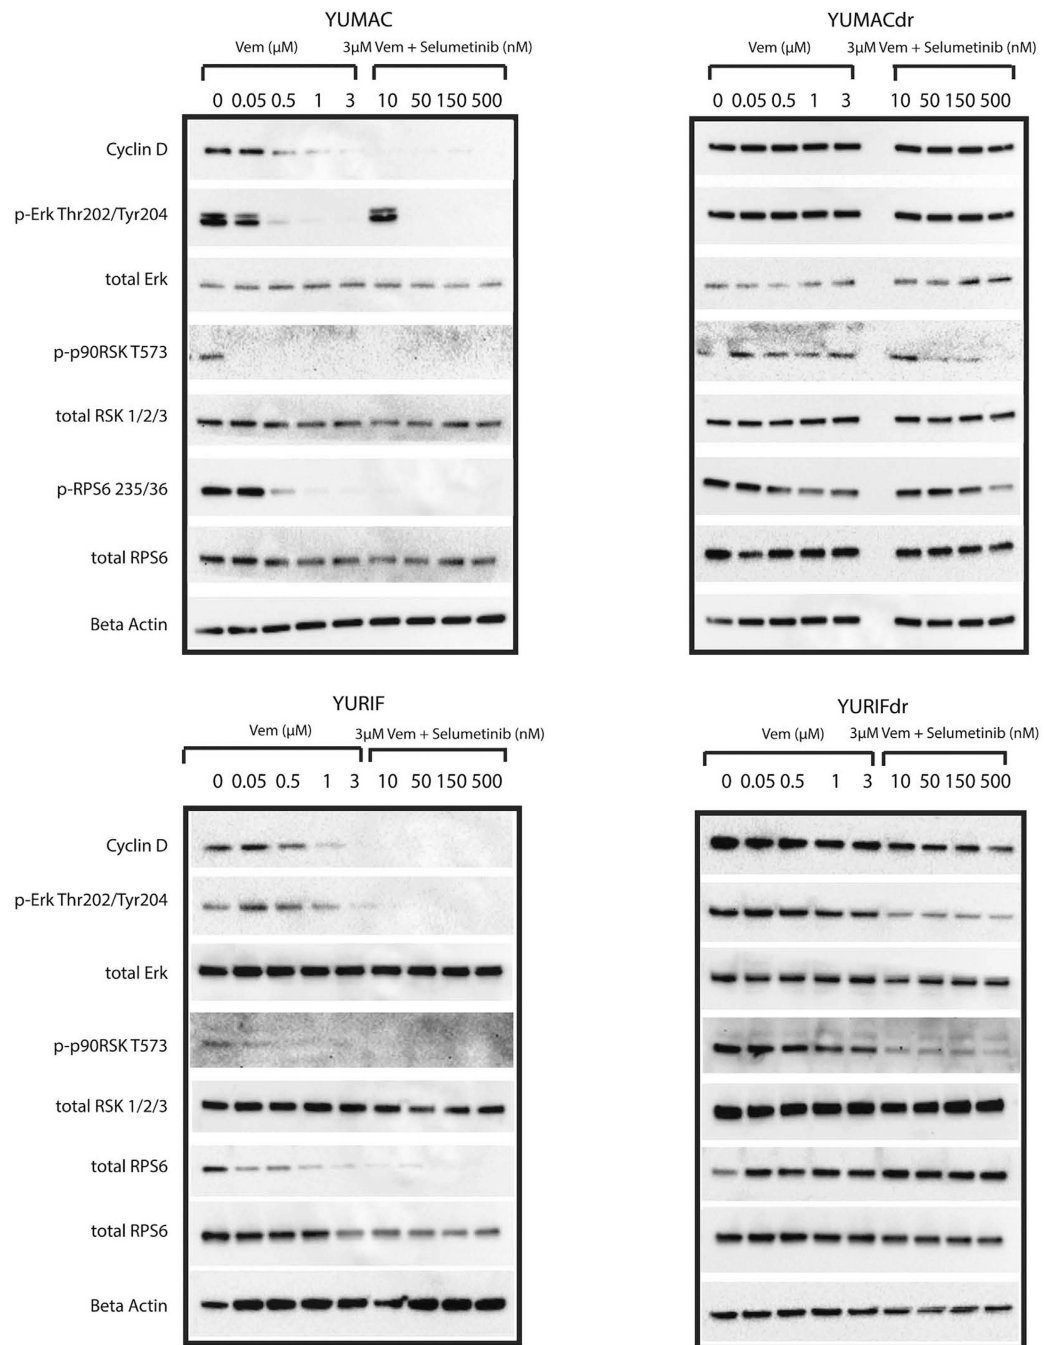 YUMAC
Vem (µM) 3µM Vem + Selumetinib (nM)
0 0.05 0.5 1 3 10 50 150 500
YUMACdr
Vem (µM) 3µM Vem + Selumetinib (nM)
0 0.05 0.5 1 3 10 50 150 500
Cyclin D
p-Erk Thr202/Tyr204
total Erk
p-p90RSK T573
total RSK 1/2/3
p-RPS6 235/36
total RPS6
Beta Actin
YURIF
Vem (µM) 3µM Vem + Selumetinib (nM)
0 0.05 0.5 1 3 10 50 150 500
YURIFdr
Vem (µM) 3µM Vem + Selumetinib (nM)
0 0.05 0.5 1 3 10 50 150 500
Cyclin D
p-Erk Thr202/Tyr204
total Erk
p-p90RSK T573
total RSK 1/2/3
total RPS6
total RPS6
Beta Actin